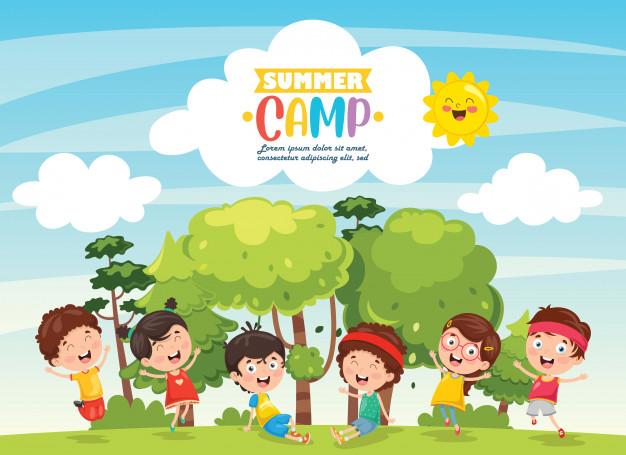 SUMMER
CAMP
Lorem ipsum dolor sit amet,
consectetur adipiscing elit, sed